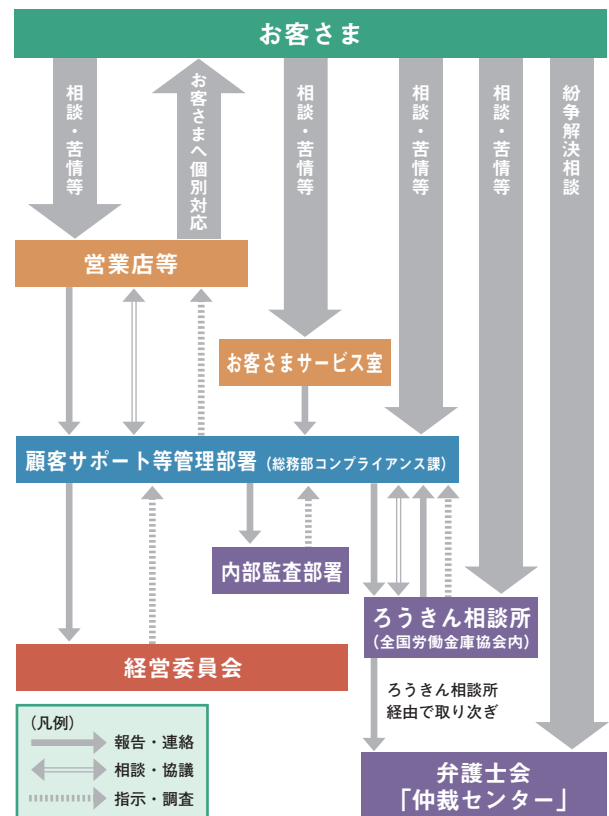 お客さま
相談・苦情等
お客さまへ個別対応
相談・苦情等
相談・苦情等
相談・苦情等
紛争解決相談
営業店等
お客さまサービス室
顧客サポート等管理部署（総務部コンプライアンス課）
内部監査部署
ろうきん相談所
（全国労働金庫協会内）
経営委員会
ろうきん相談所
経由で取り次ぎ
（凡例）
報告・連絡
相談・協議
指示・調査
弁護士会
「仲裁センター」